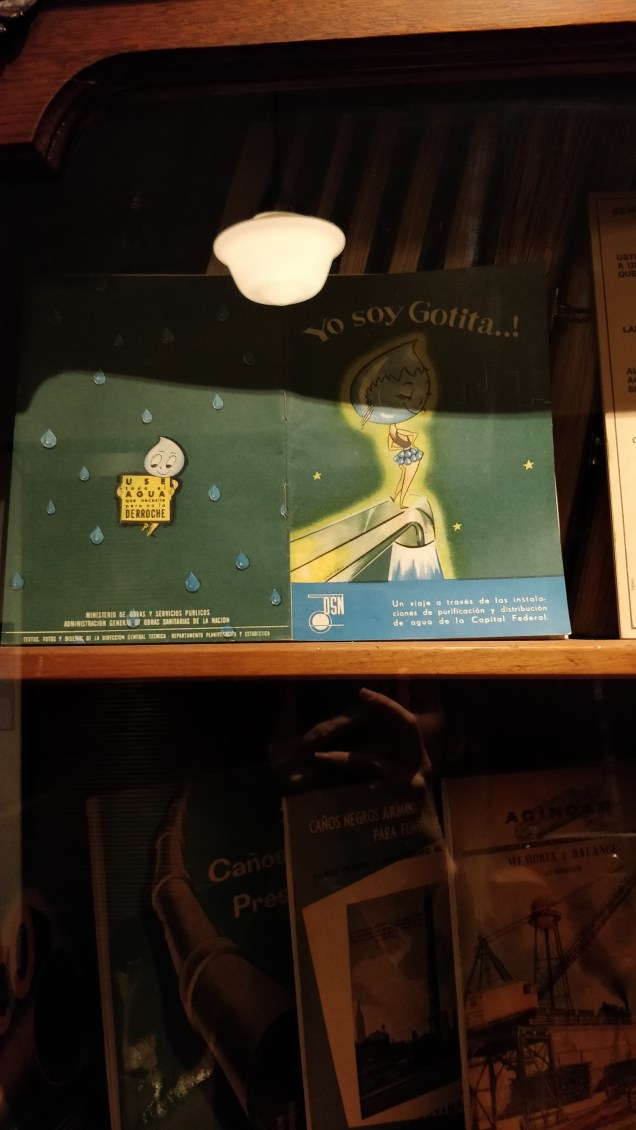 Yo soy Gotita..!
USE
todo el
AGUA
que necesite
pero no la
DERROCHE
MINISTERIO DE OBRAS Y SERVICIOS PUBLICOS
ADMINISTRACION GENERAL DE OBRAS SANITARIAS DE LA NACION
TEXTOS, FOTOS Y DISEÑOS DE LA DIRECCION GENERAL TECNICA - DEPARTAMENTO PLANIFICACION Y ESTADISTICA
OSN
Un viaje a través de las instala-
ciones de purificación y distribución
de agua de la Capital Federal.
Caños
Pres
CAÑOS NEGROS
PARA
ACINDAR
MEMORIA y BALANCE